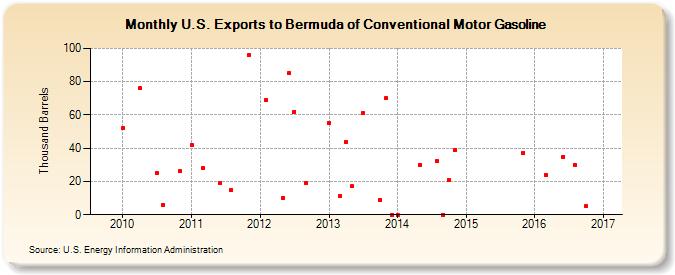 Monthly U.S. Exports to Bermuda of Conventional Motor Gasoline
Thousand Barrels
100
80
60
40
20
0
2010 2011 2012 2013 2014 2015 2016 2017
Source: U.S. Energy Information Administration